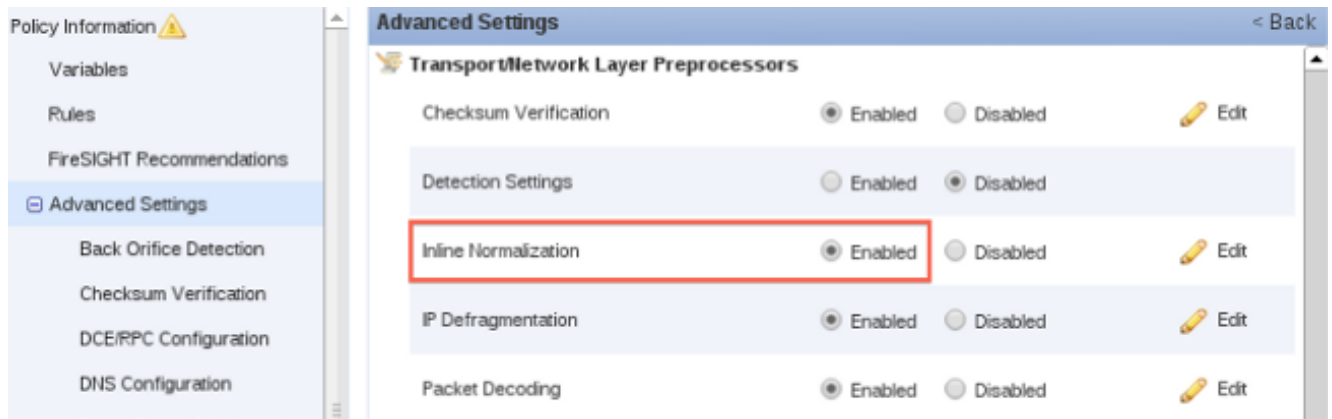 Policy Information
Variables
Rules
FireSIGHT Recommendations
Advanced Settings
Back Orifice Detection
Checksum Verification
DCE/RPC Configuration
DNS Configuration
Advanced Settings < Back
Transport/Network Layer Preprocessors
Checksum Verification Enabled Disabled Edit
Detection Settings Enabled Disabled
Inline Normalization Enabled Disabled Edit
IP Defragmentation Enabled Disabled Edit
Packet Decoding Enabled Disabled Edit